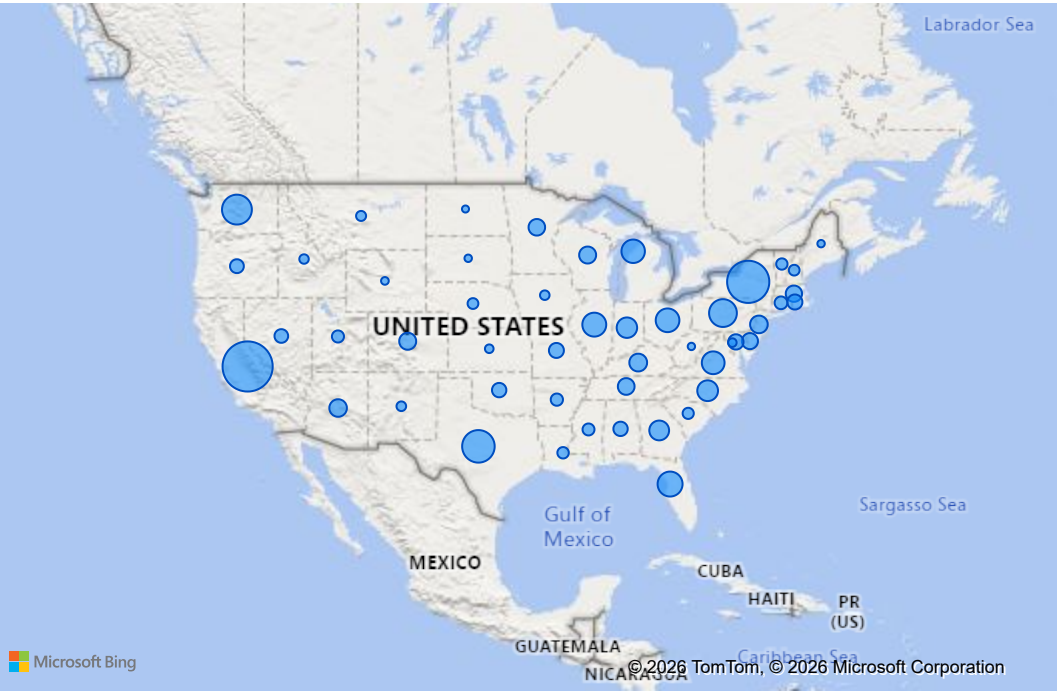 Labrador Sea
UNITED STATES
Sargasso Sea
Gulf of
Mexico
MEXICO
CUBA
HAITI
PR
(US)
GUATEMALA
Caribbean Sea
NICARAGUA
Microsoft Bing
© 2026 TomTom, © 2026 Microsoft Corporation